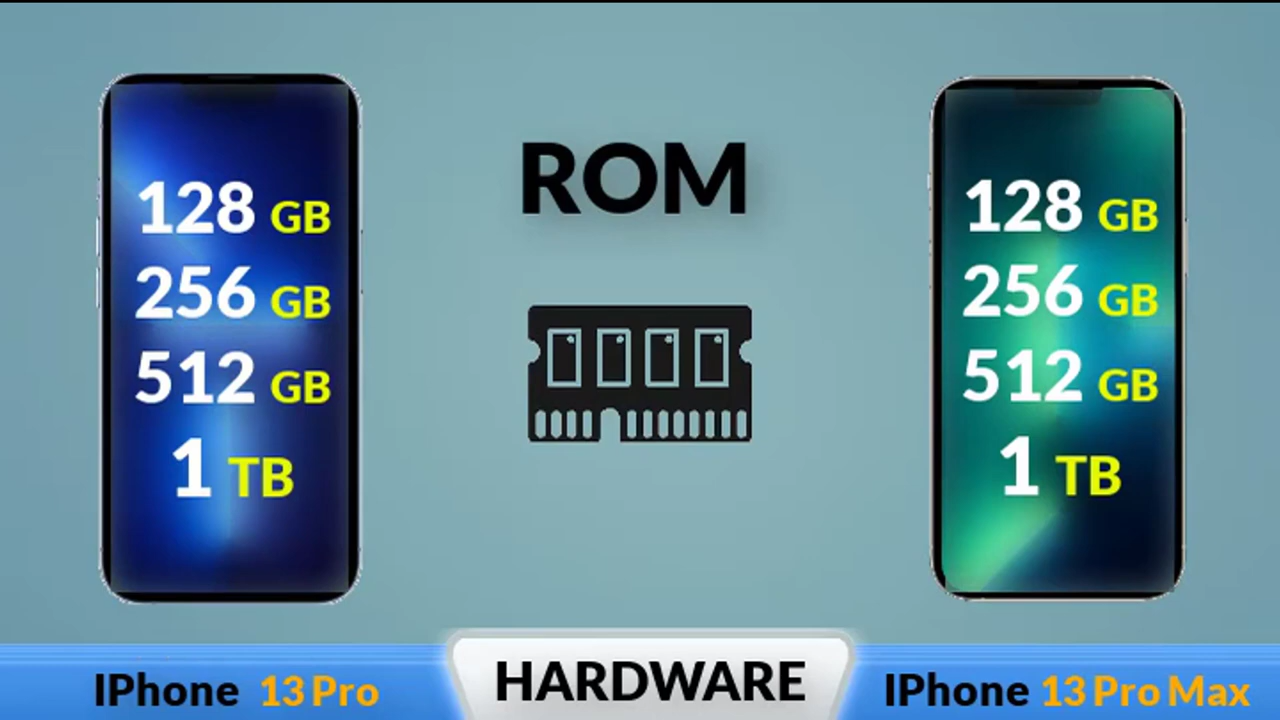 ROM
128 GB
256 GB
512 GB
1 TB
128 GB
256 GB
512 GB
1 TB
IPhone 13 Pro
HARDWARE
IPhone 13 Pro Max